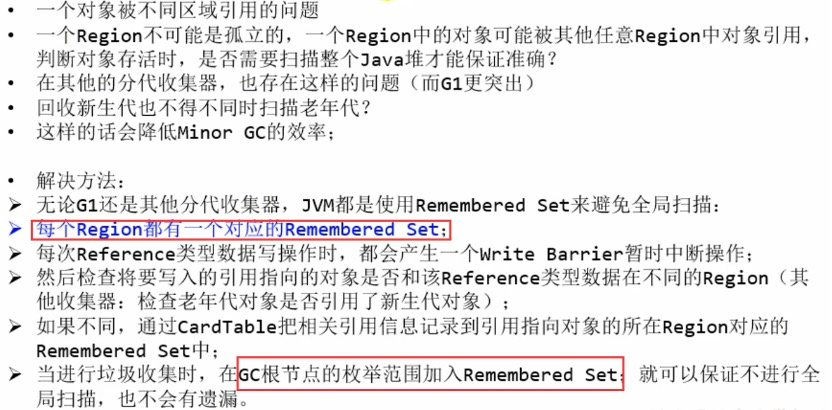 • 一个对象被不同区域引用的问题
• 一个Region不可能是孤立的，一个Region中的对象可能被其他任意Region中对象引用，
判断对象存活时，是否需要扫描整个Java堆才能保证准确？
• 在其他的分代收集器，也存在这样的问题（而G1更突出）
• 回收新生代也不得不同时扫描老年代？
• 这样的话会降低Minor GC的效率；
• 解决方法：
➢ 无论G1还是其他分代收集器，JVM都是使用Remembered Set来避免全局扫描：
➢ 每个Region都有一个对应的Remembered Set；
➢ 每次Reference类型数据写操作时，都会产生一个Write Barrier暂时中断操作；
➢ 然后检查将要写入的引用指向的对象是否和该Reference类型数据在不同的Region（其
他收集器：检查老年代对象是否引用了新生代对象）；
➢ 如果不同，通过CardTable把相关引用信息记录到引用指向对象的所在Region对应的
Remembered Set中；
➢ 当进行垃圾收集时，在GC根节点的枚举范围加入Remembered Set；就可以保证不进行全
局扫描，也不会有遗漏。